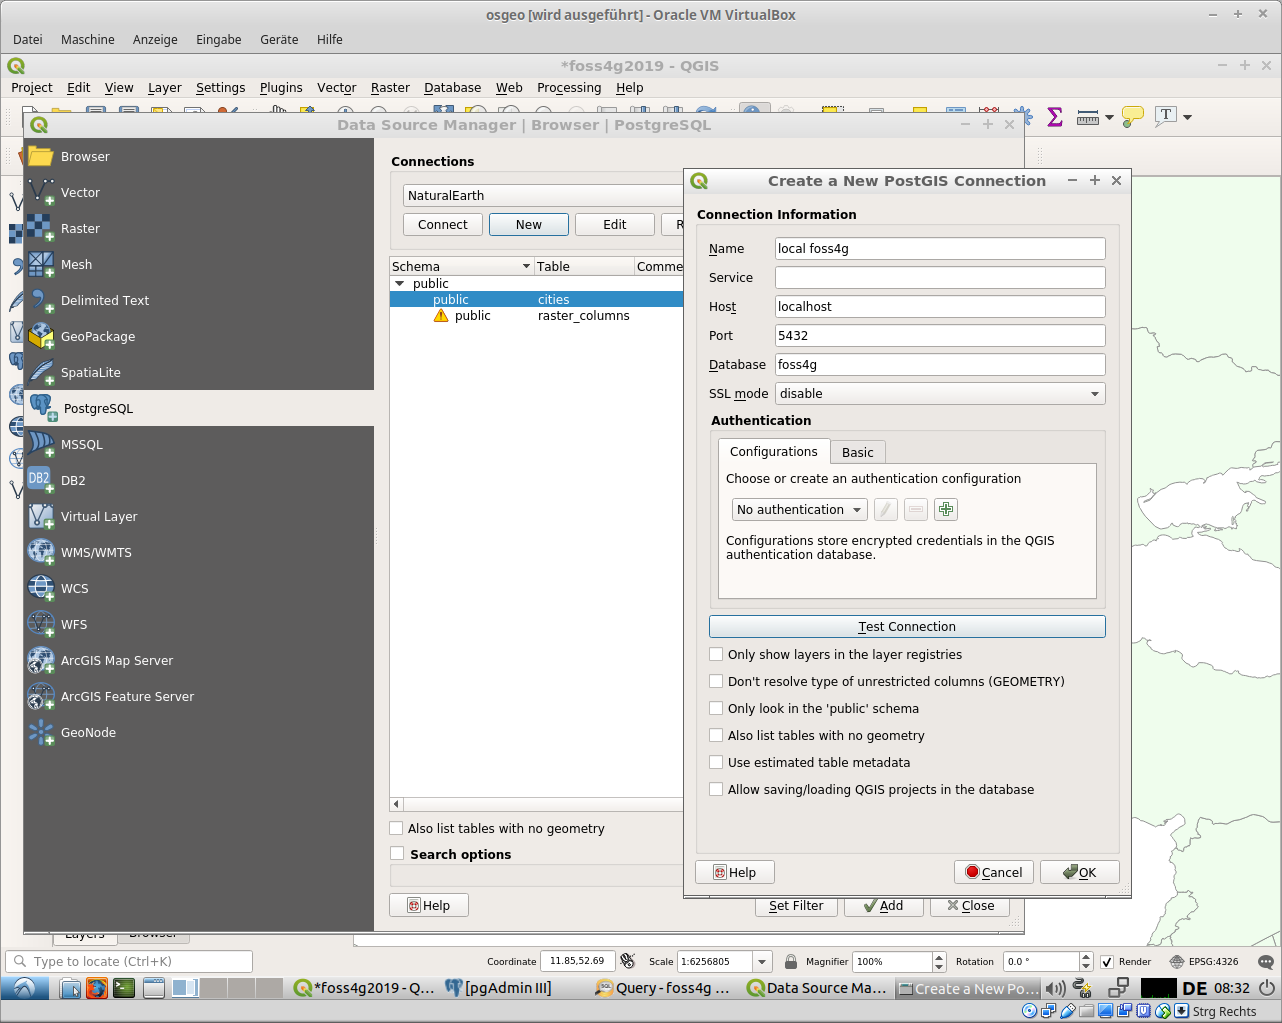 osgeo [wird ausgeführt] - Oracle VM VirtualBox
Datei Maschine Anzeige Eingabe Geräte Hilfe
*foss4g2019 - QGIS
Project Edit View Layer Settings Plugins Vector Raster Database Web Processing Help
Data Source Manager | Browser | PostgreSQL
Browser
Vector
Raster
Mesh
Delimited Text
GeoPackage
SpatiaLite
PostgreSQL
MSSQL
DB2
DB2
Virtual Layer
WMS/WMTS
WCS
WFS
ArcGIS Map Server
ArcGIS Feature Server
GeoNode
Connections
NaturalEarth
Connect New Edit R
Schema Table Comme
public
public cities
public raster_columns
Also list tables with no geometry
Search options
Help Set Filter Add Close
Create a New PostGIS Connection
Connection Information
Name local foss4g
Service
Host localhost
Port 5432
Database foss4g
SSL mode disable
Authentication
Configurations Basic
Choose or create an authentication configuration
No authentication
Configurations store encrypted credentials in the QGIS
authentication database.
Test Connection
Only show layers in the layer registries
Don't resolve type of unrestricted columns (GEOMETRY)
Only look in the 'public' schema
Also list tables with no geometry
Use estimated table metadata
Allow saving/loading QGIS projects in the database
Help Cancel OK
Layers Browser
Type to locate (Ctrl+K) Coordinate 11.85,52.69 Scale 1:6256805 Magnifier 100% Rotation 0.0 ° Render EPSG:4326
*foss4g2019 - Q... [pgAdmin III] Query - foss4g ... Data Source Ma... Create a New Po... DE 08:32
Strg Rechts